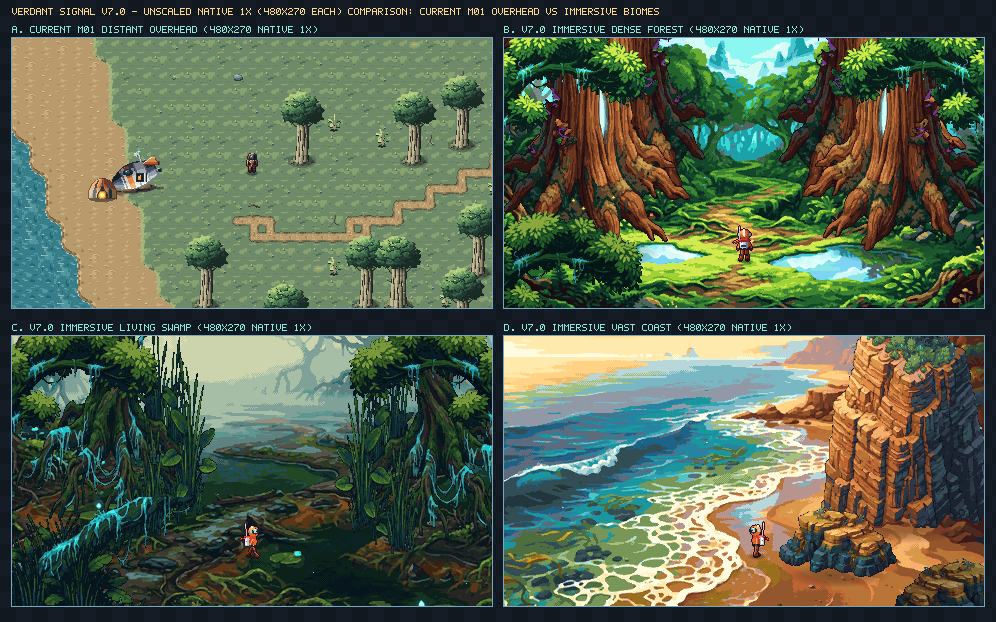 VERDANT SIGNAL V7.0 - UNSCALED NATIVE 1X (480X270 EACH) COMPARISON: CURRENT M01 OVERHEAD VS IMMERSIVE BIOMES
A. CURRENT M01 DISTANT OVERHEAD (480X270 NATIVE 1X)
B. V7.0 IMMERSIVE DENSE FOREST (480X270 NATIVE 1X)
C. V7.0 IMMERSIVE LIVING SWAMP (480X270 NATIVE 1X)
D. V7.0 IMMERSIVE VAST COAST (480X270 NATIVE 1X)